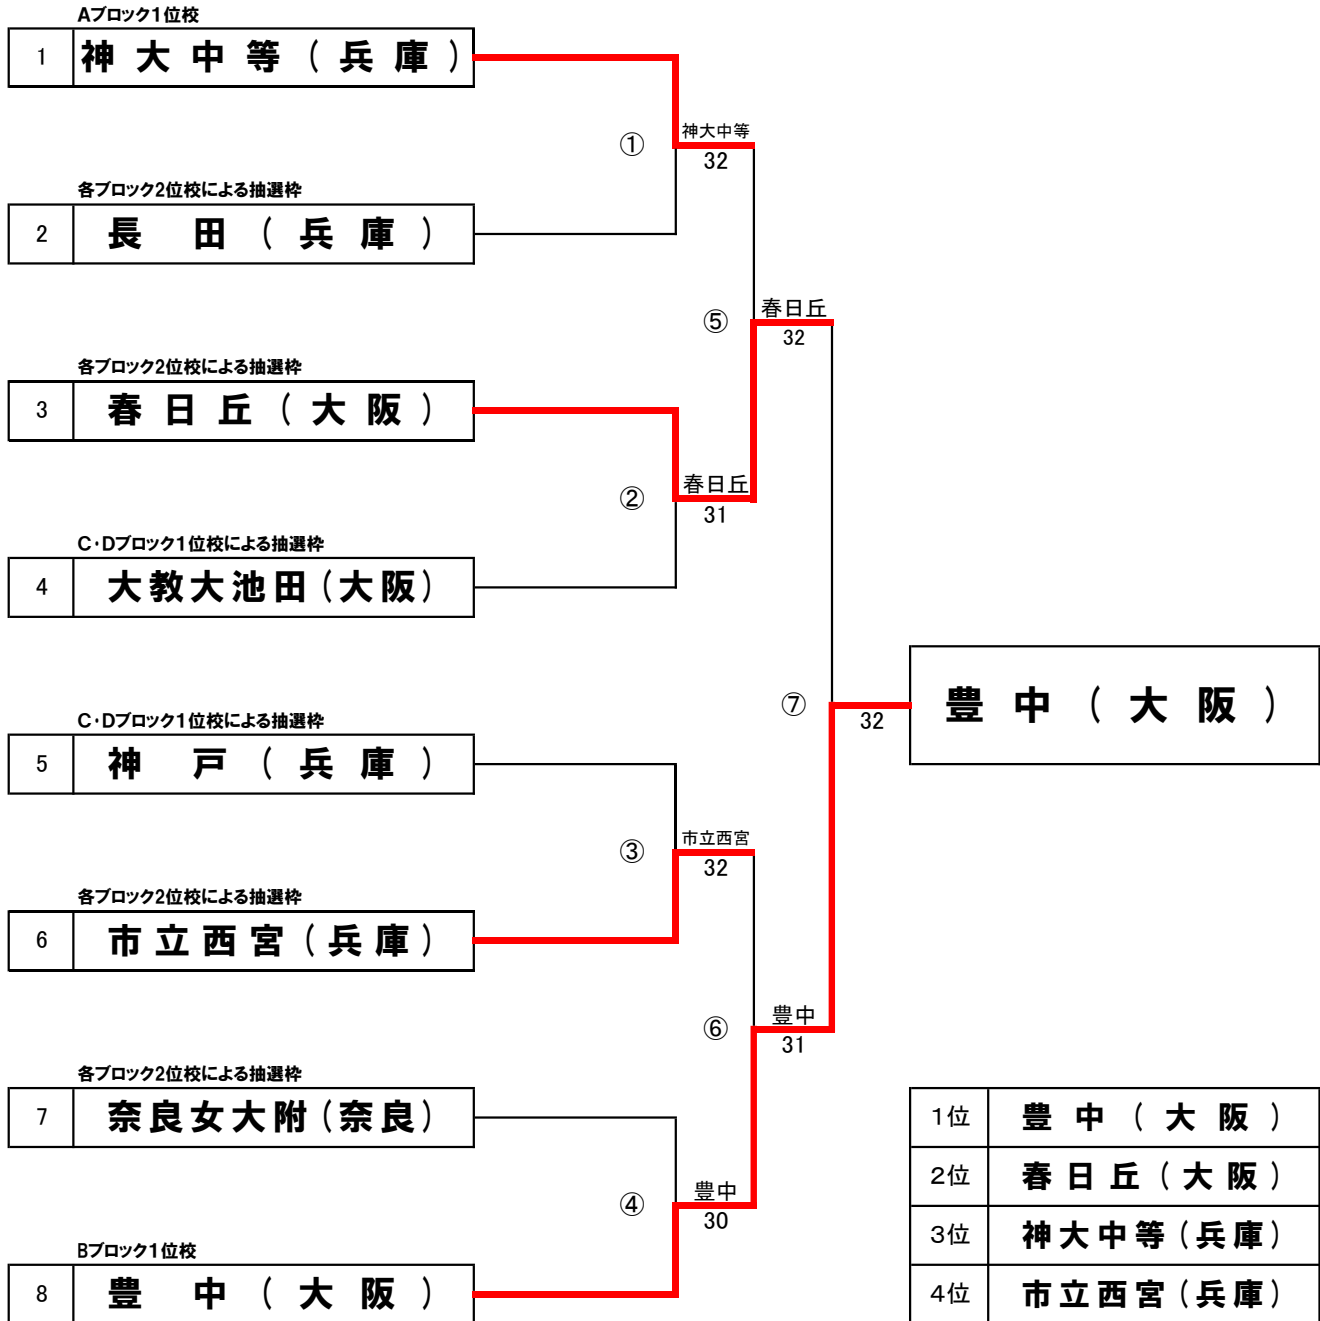 Aブロック1位校
1 神大中等(兵庫)
神大中等
① 32
各ブロック2位校による抽選枠
2 長田(兵庫)
春日丘
⑤ 32
各ブロック2位校による抽選枠
3 春日丘(大阪)
春日丘
② 31
C・Dブロック1位校による抽選枠
4 大教大池田(大阪)
⑦ 32 豊中(大阪)
C・Dブロック1位校による抽選枠
5 神戸(兵庫)
市立西宮
③ 32
各ブロック2位校による抽選枠
6 市立西宮(兵庫)
豊中
⑥ 31
各ブロック2位校による抽選枠
7 奈良女大附(奈良)
豊中
④ 30
Bブロック1位校
8 豊中(大阪)
1位 豊中(大阪)
2位 春日丘(大阪)
3位 神大中等(兵庫)
4位 市立西宮(兵庫)